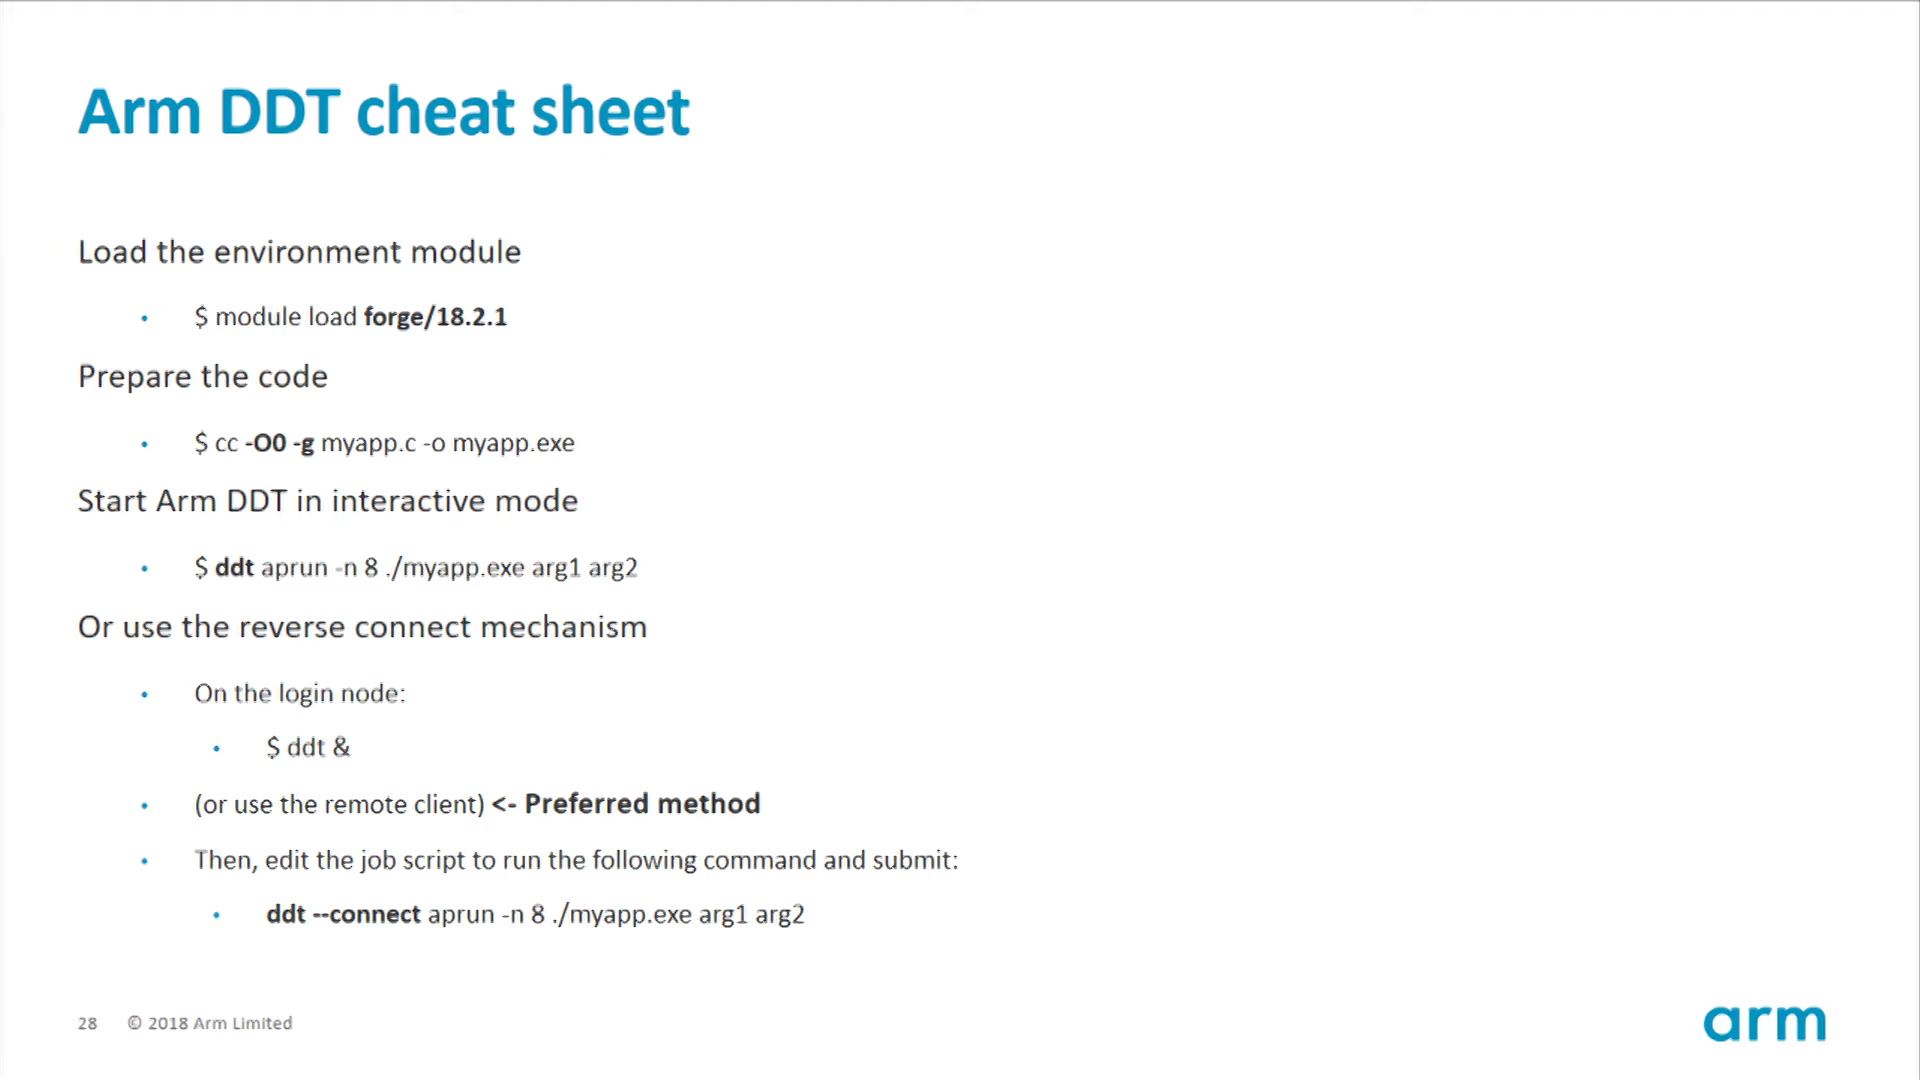 Arm DDT cheat sheet
Load the environment module
• $ module load forge/18.2.1
Prepare the code
• $ cc -O0 -g myapp.c -o myapp.exe
Start Arm DDT in interactive mode
• $ ddt aprun -n 8 ./myapp.exe arg1 arg2
Or use the reverse connect mechanism
• On the login node:
• $ ddt &
• (or use the remote client) <- Preferred method
• Then, edit the job script to run the following command and submit:
• ddt --connect aprun -n 8 ./myapp.exe arg1 arg2
28 © 2018 Arm Limited
arm